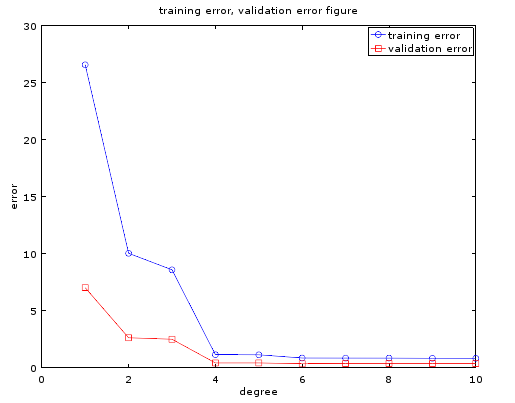 training error, validation error figure
training error
validation error
30
25
20
15
10
5
0
error
0 2 4 6 8 10
degree